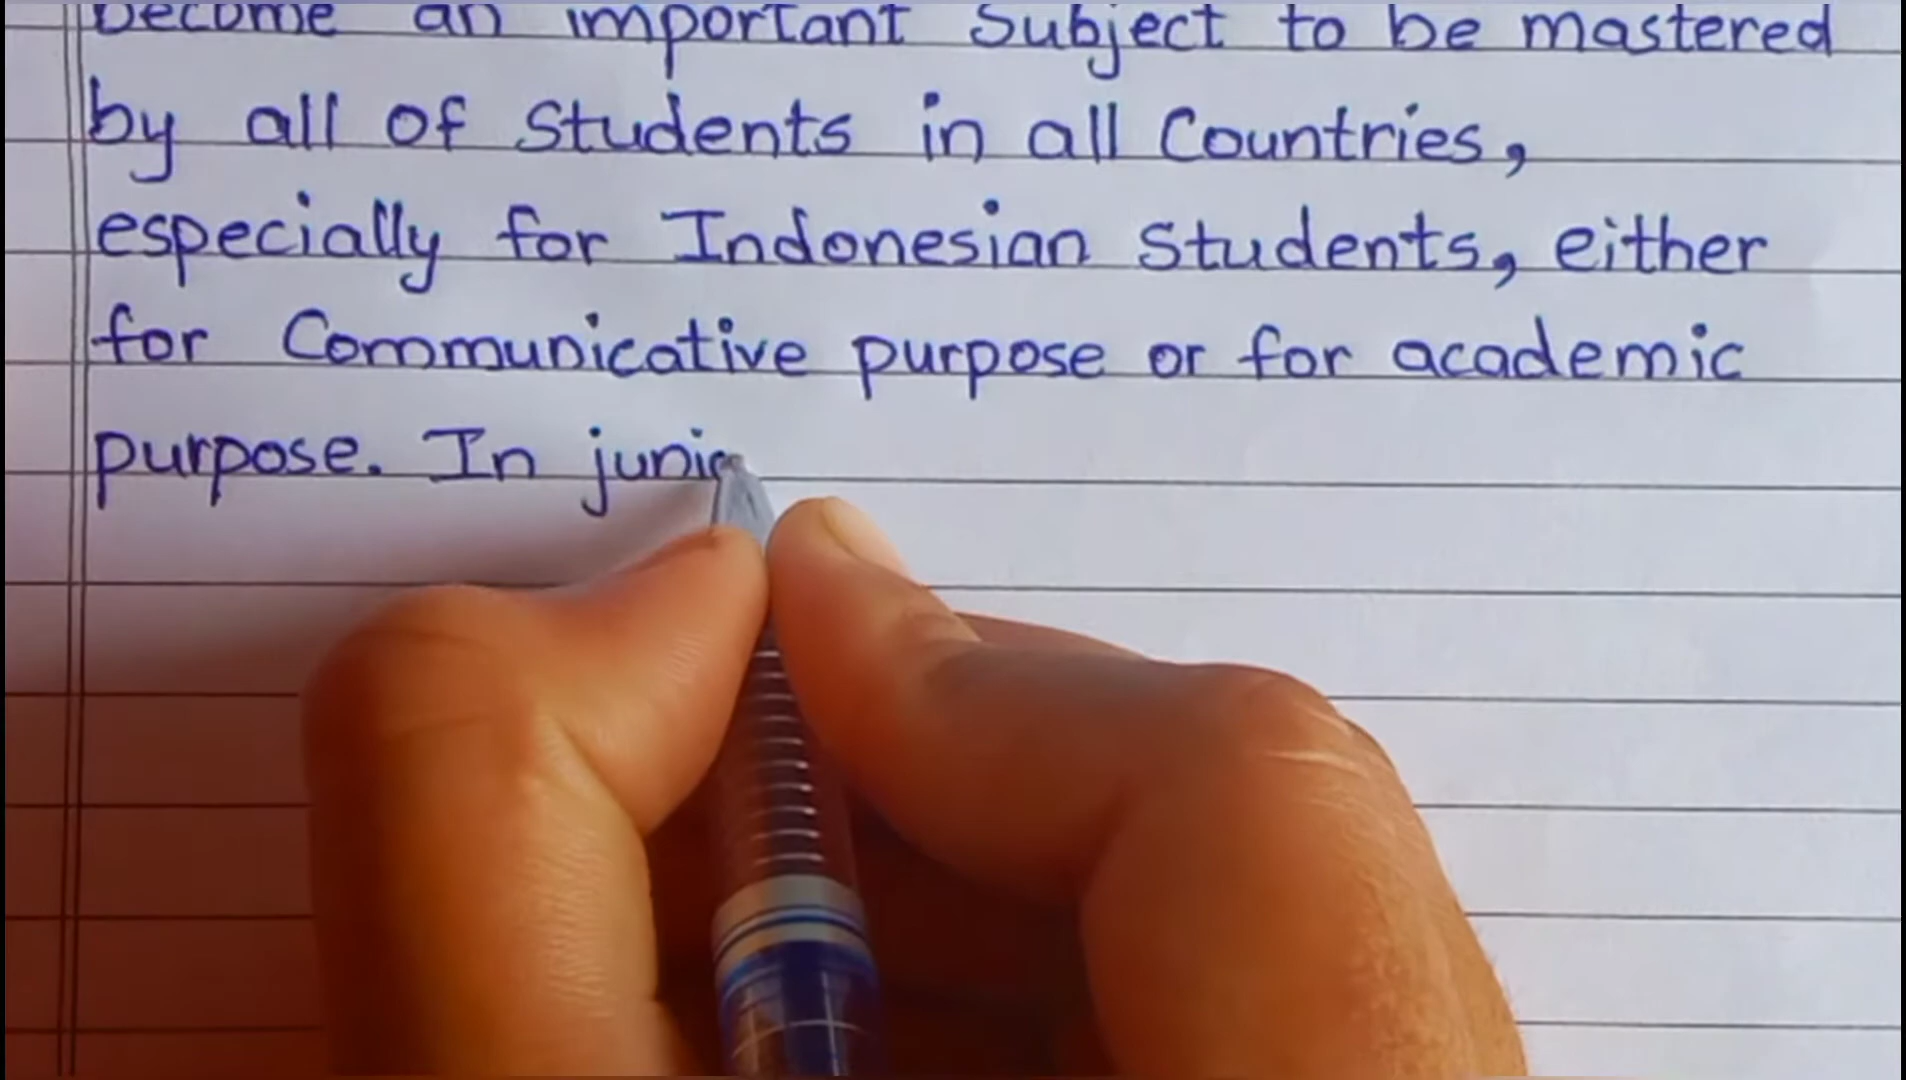 become an important Subject to be mastered
by all of Students in all Countries,
especially for Indonesian Students, either
for Communicative purpose or for academic
purpose. In junio